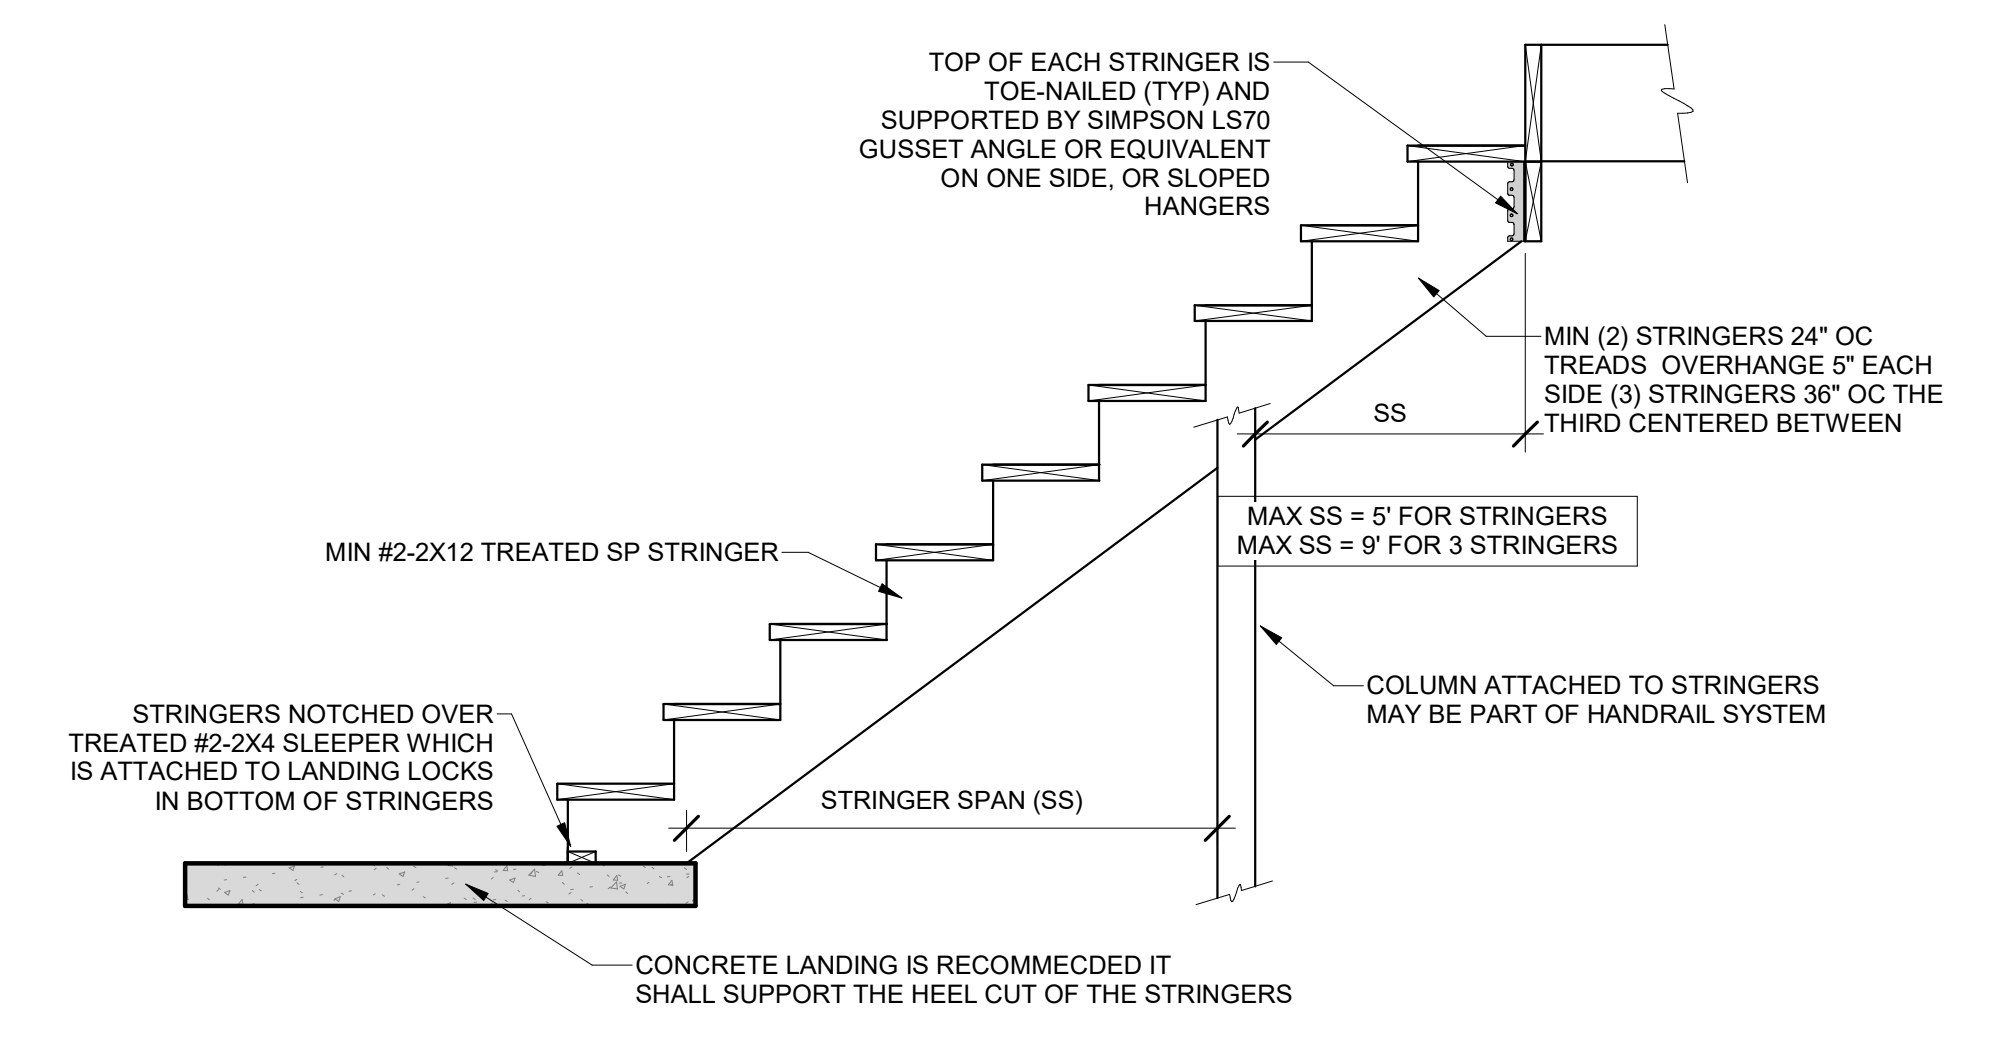 TOP OF EACH STRINGER IS
TOE-NAILED (TYP) AND
SUPPORTED BY SIMPSON LS70
GUSSET ANGLE OR EQUIVALENT
ON ONE SIDE, OR SLOPED
HANGERS
MIN (2) STRINGERS 24" OC
TREADS OVERHANGE 5" EACH
SIDE (3) STRINGERS 36" OC THE
THIRD CENTERED BETWEEN
SS
MAX SS = 5' FOR STRINGERS
MAX SS = 9' FOR 3 STRINGERS
MIN #2-2X12 TREATED SP STRINGER
COLUMN ATTACHED TO STRINGERS
MAY BE PART OF HANDRAIL SYSTEM
STRINGERS NOTCHED OVER
TREATED #2-2X4 SLEEPER WHICH
IS ATTACHED TO LANDING LOCKS
IN BOTTOM OF STRINGERS
STRINGER SPAN (SS)
CONCRETE LANDING IS RECOMMECDED IT
SHALL SUPPORT THE HEEL CUT OF THE STRINGERS